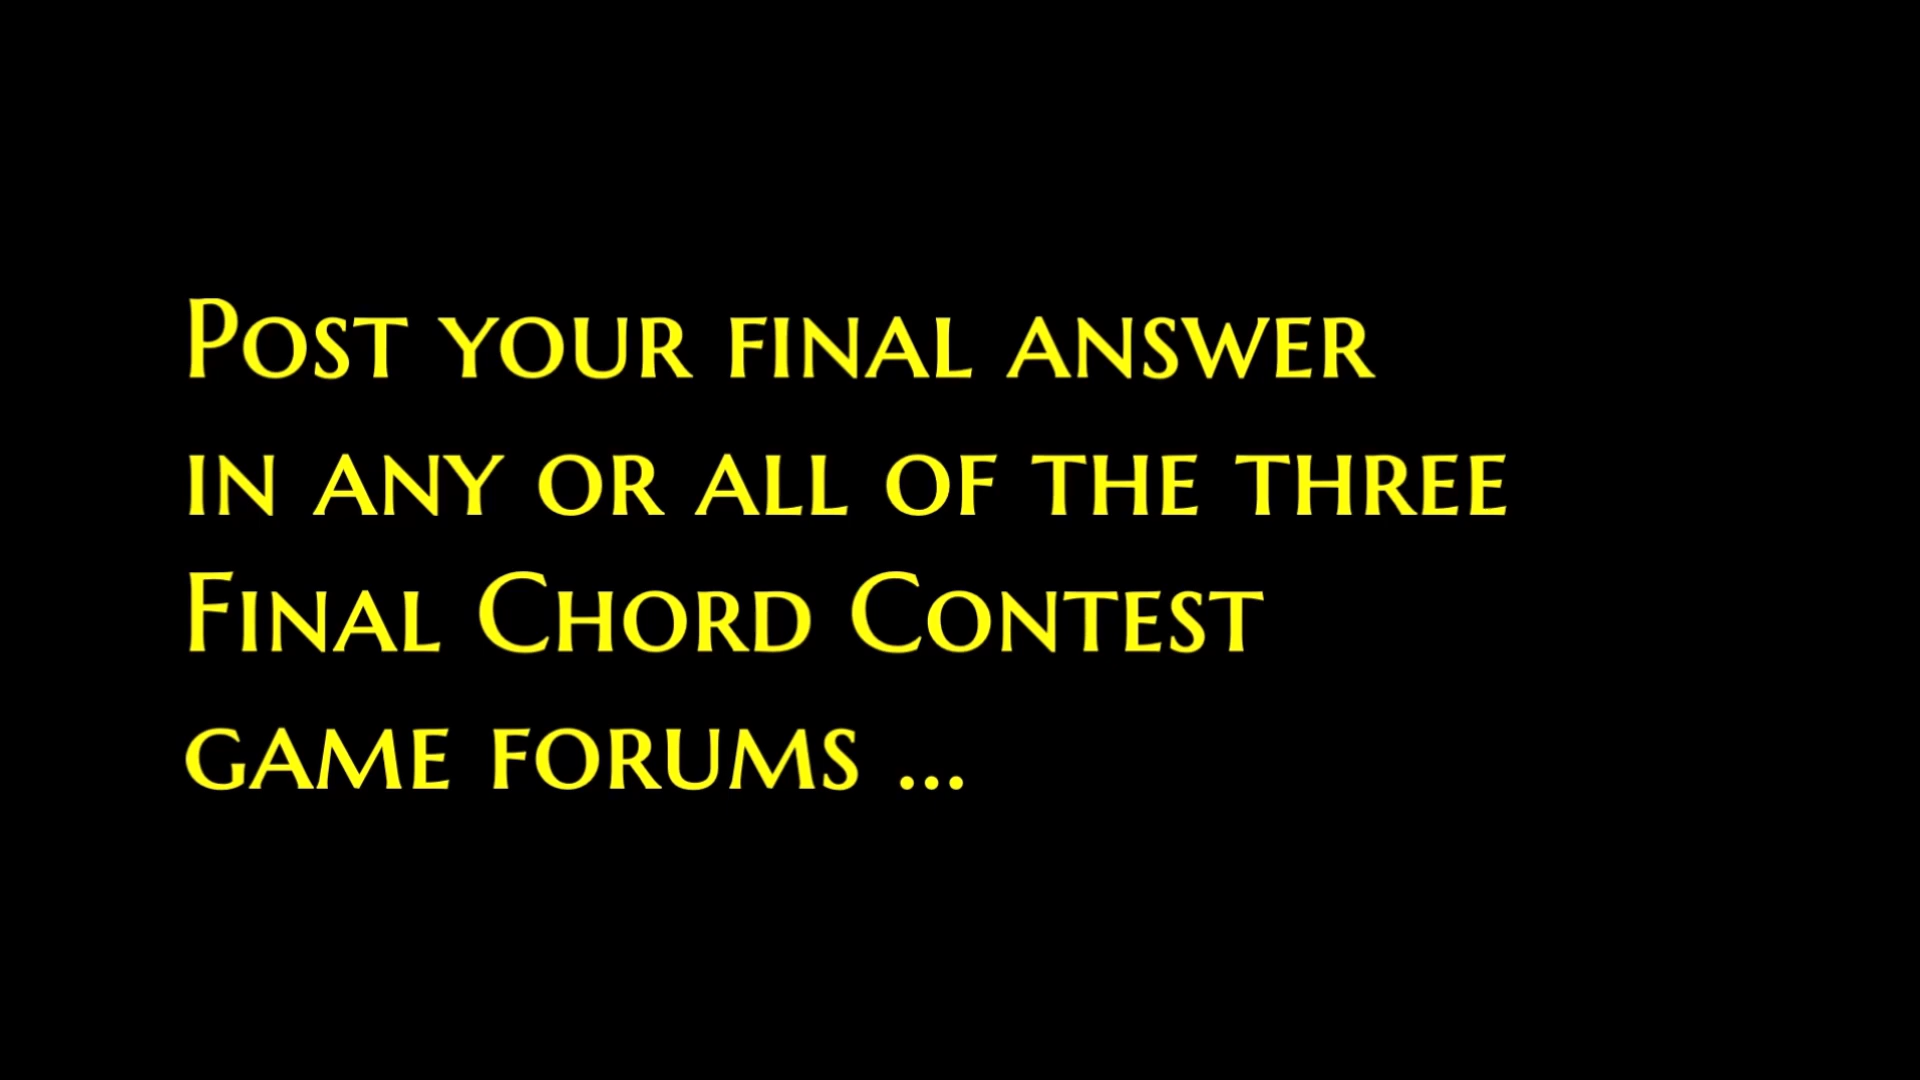 Post your final answer
in any or all of the three
Final Chord Contest
game forums ...